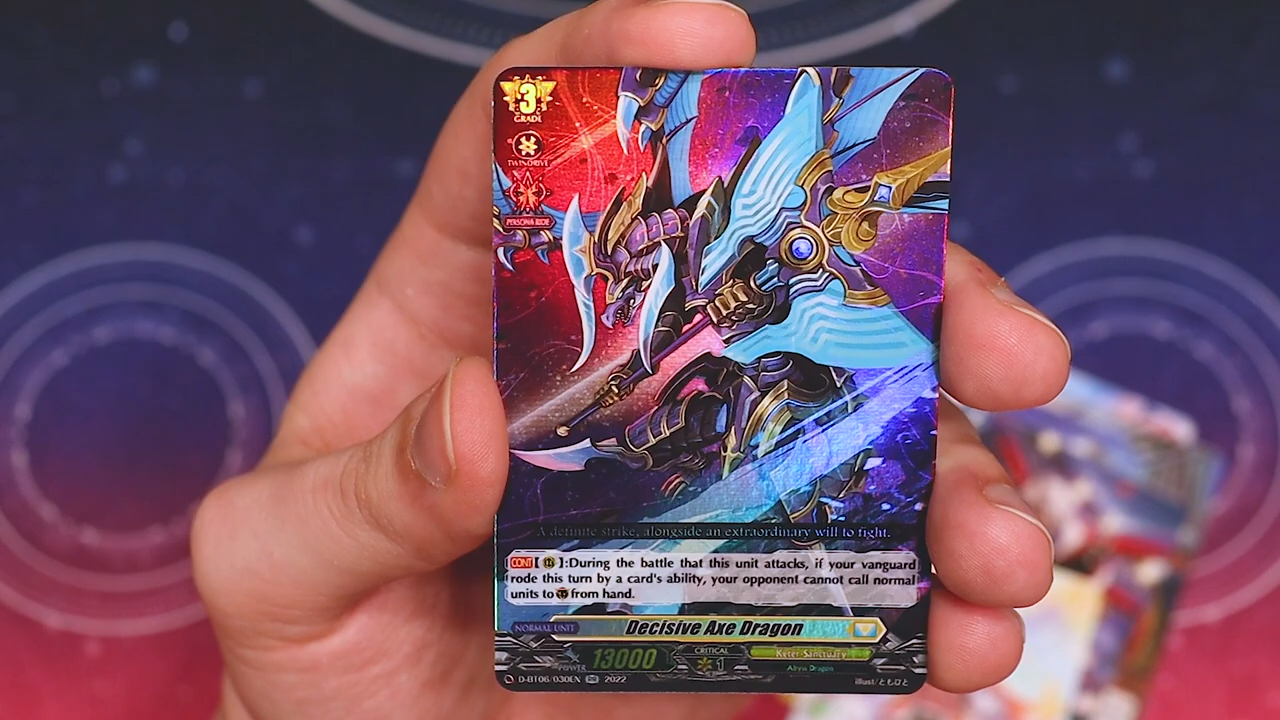 3
GRADE
TWINDRIVE
PERSONA RIDE
A definite strike, alongside an extraordinary will to fight.
CONT【 】:During the battle that this unit attacks, if your vanguard
rode this turn by a card's ability, your opponent cannot call normal
units to from hand.
NORMAL UNIT
Decisive Axe Dragon
POWER 13000
CRITICAL
1
Keter Sanctuary
Abyss Dragon
D-BT06/030EN
2022
illust/ともひと